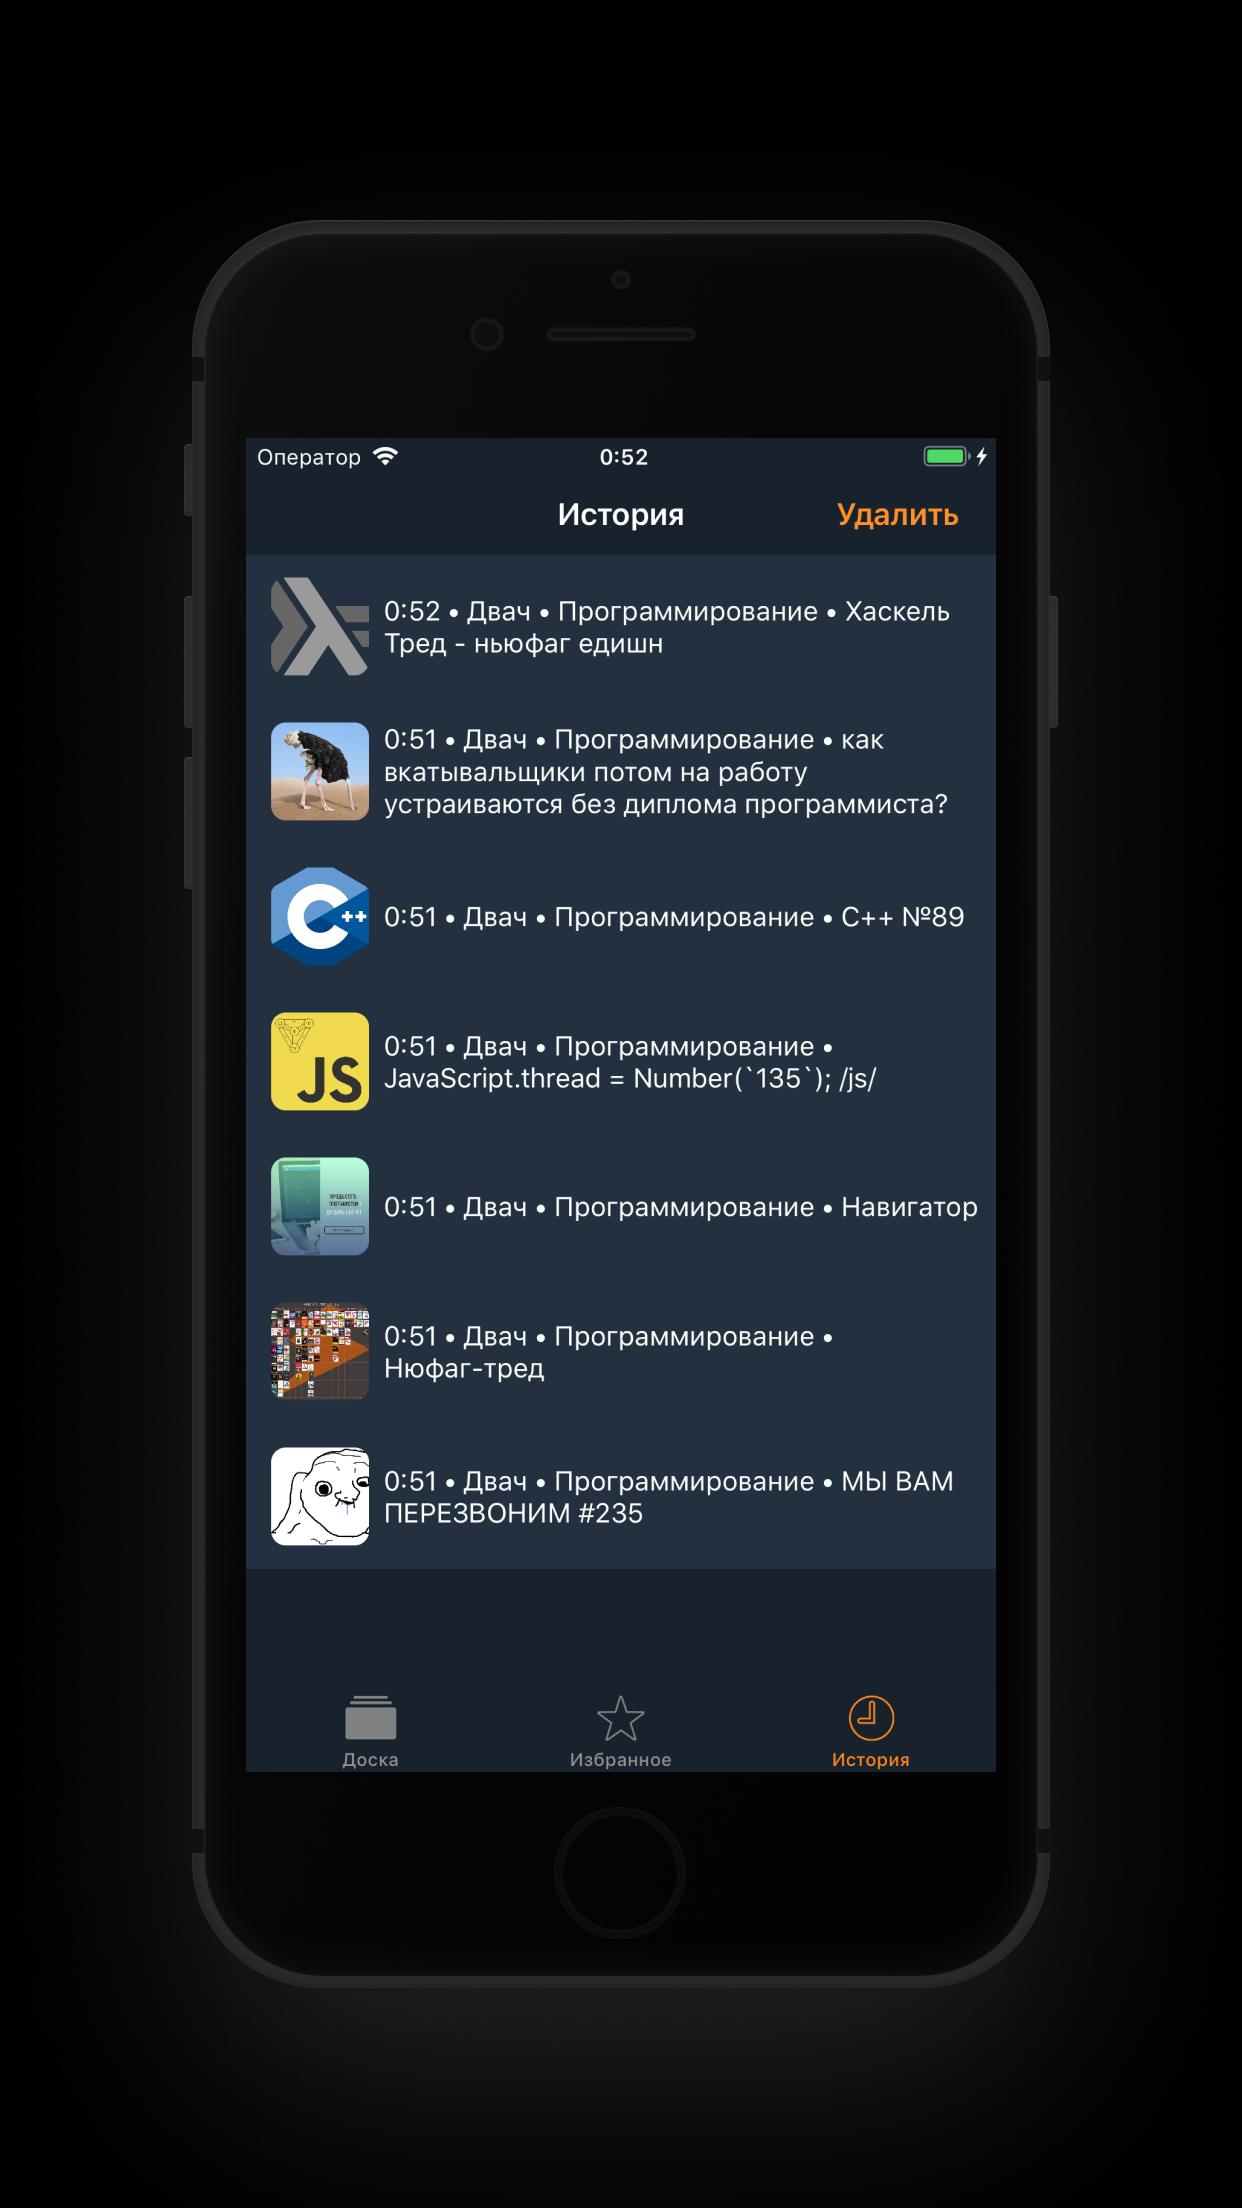 Оператор 0:52
История Удалить
0:52 • Двач • Программирование • Хаскель
Тред - ньюфаг едишн
0:51 • Двач • Программирование • как
вкатывальщики потом на работу
устраиваются без диплома программиста?
C++
0:51 • Двач • Программирование • C++ №89
JS
0:51 • Двач • Программирование •
JavaScript.thread = Number(`135`); /js/
0:51 • Двач • Программирование • Навигатор
0:51 • Двач • Программирование •
Нюфаг-тред
0:51 • Двач • Программирование • МЫ ВАМ
ПЕРЕЗВОНИМ #235
Доска Избранное История